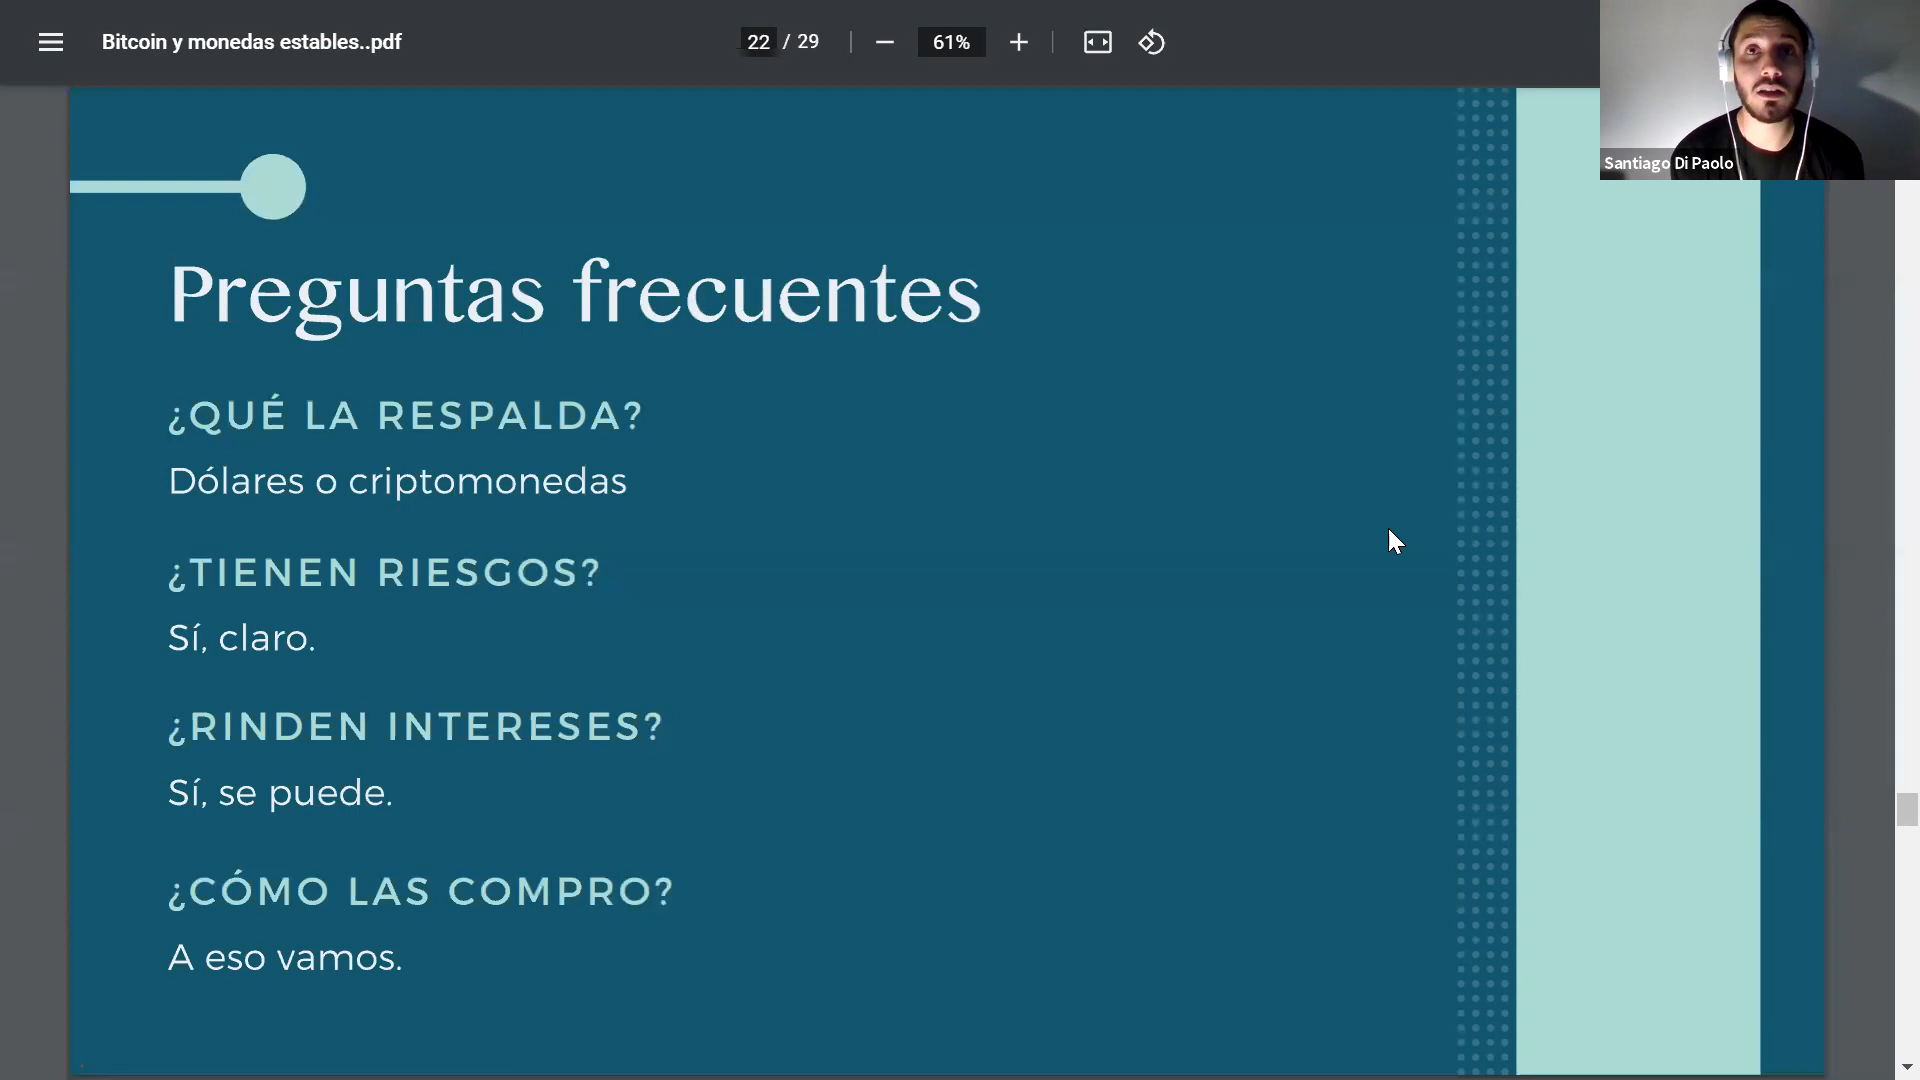 Bitcoin y monedas estables..pdf
22 / 29
61%
Santiago Di Paolo
Preguntas frecuentes
¿QUÉ LA RESPALDA?
Dólares o criptomonedas
¿TIENEN RIESGOS?
Sí, claro.
¿RINDEN INTERESES?
Sí, se puede.
¿CÓMO LAS COMPRO?
A eso vamos.